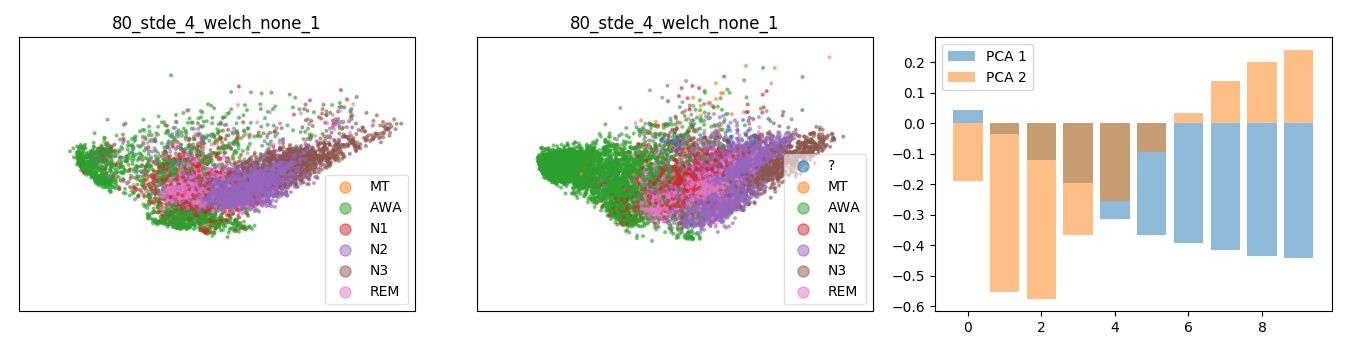 80_stde_4_welch_none_1
MT
AWA
N1
N2
N3
REM
80_stde_4_welch_none_1
?
MT
AWA
N1
N2
N3
REM
PCA 1
PCA 2
0.2
0.1
0.0
−0.1
−0.2
−0.3
−0.4
−0.5
−0.6
0 2 4 6 8